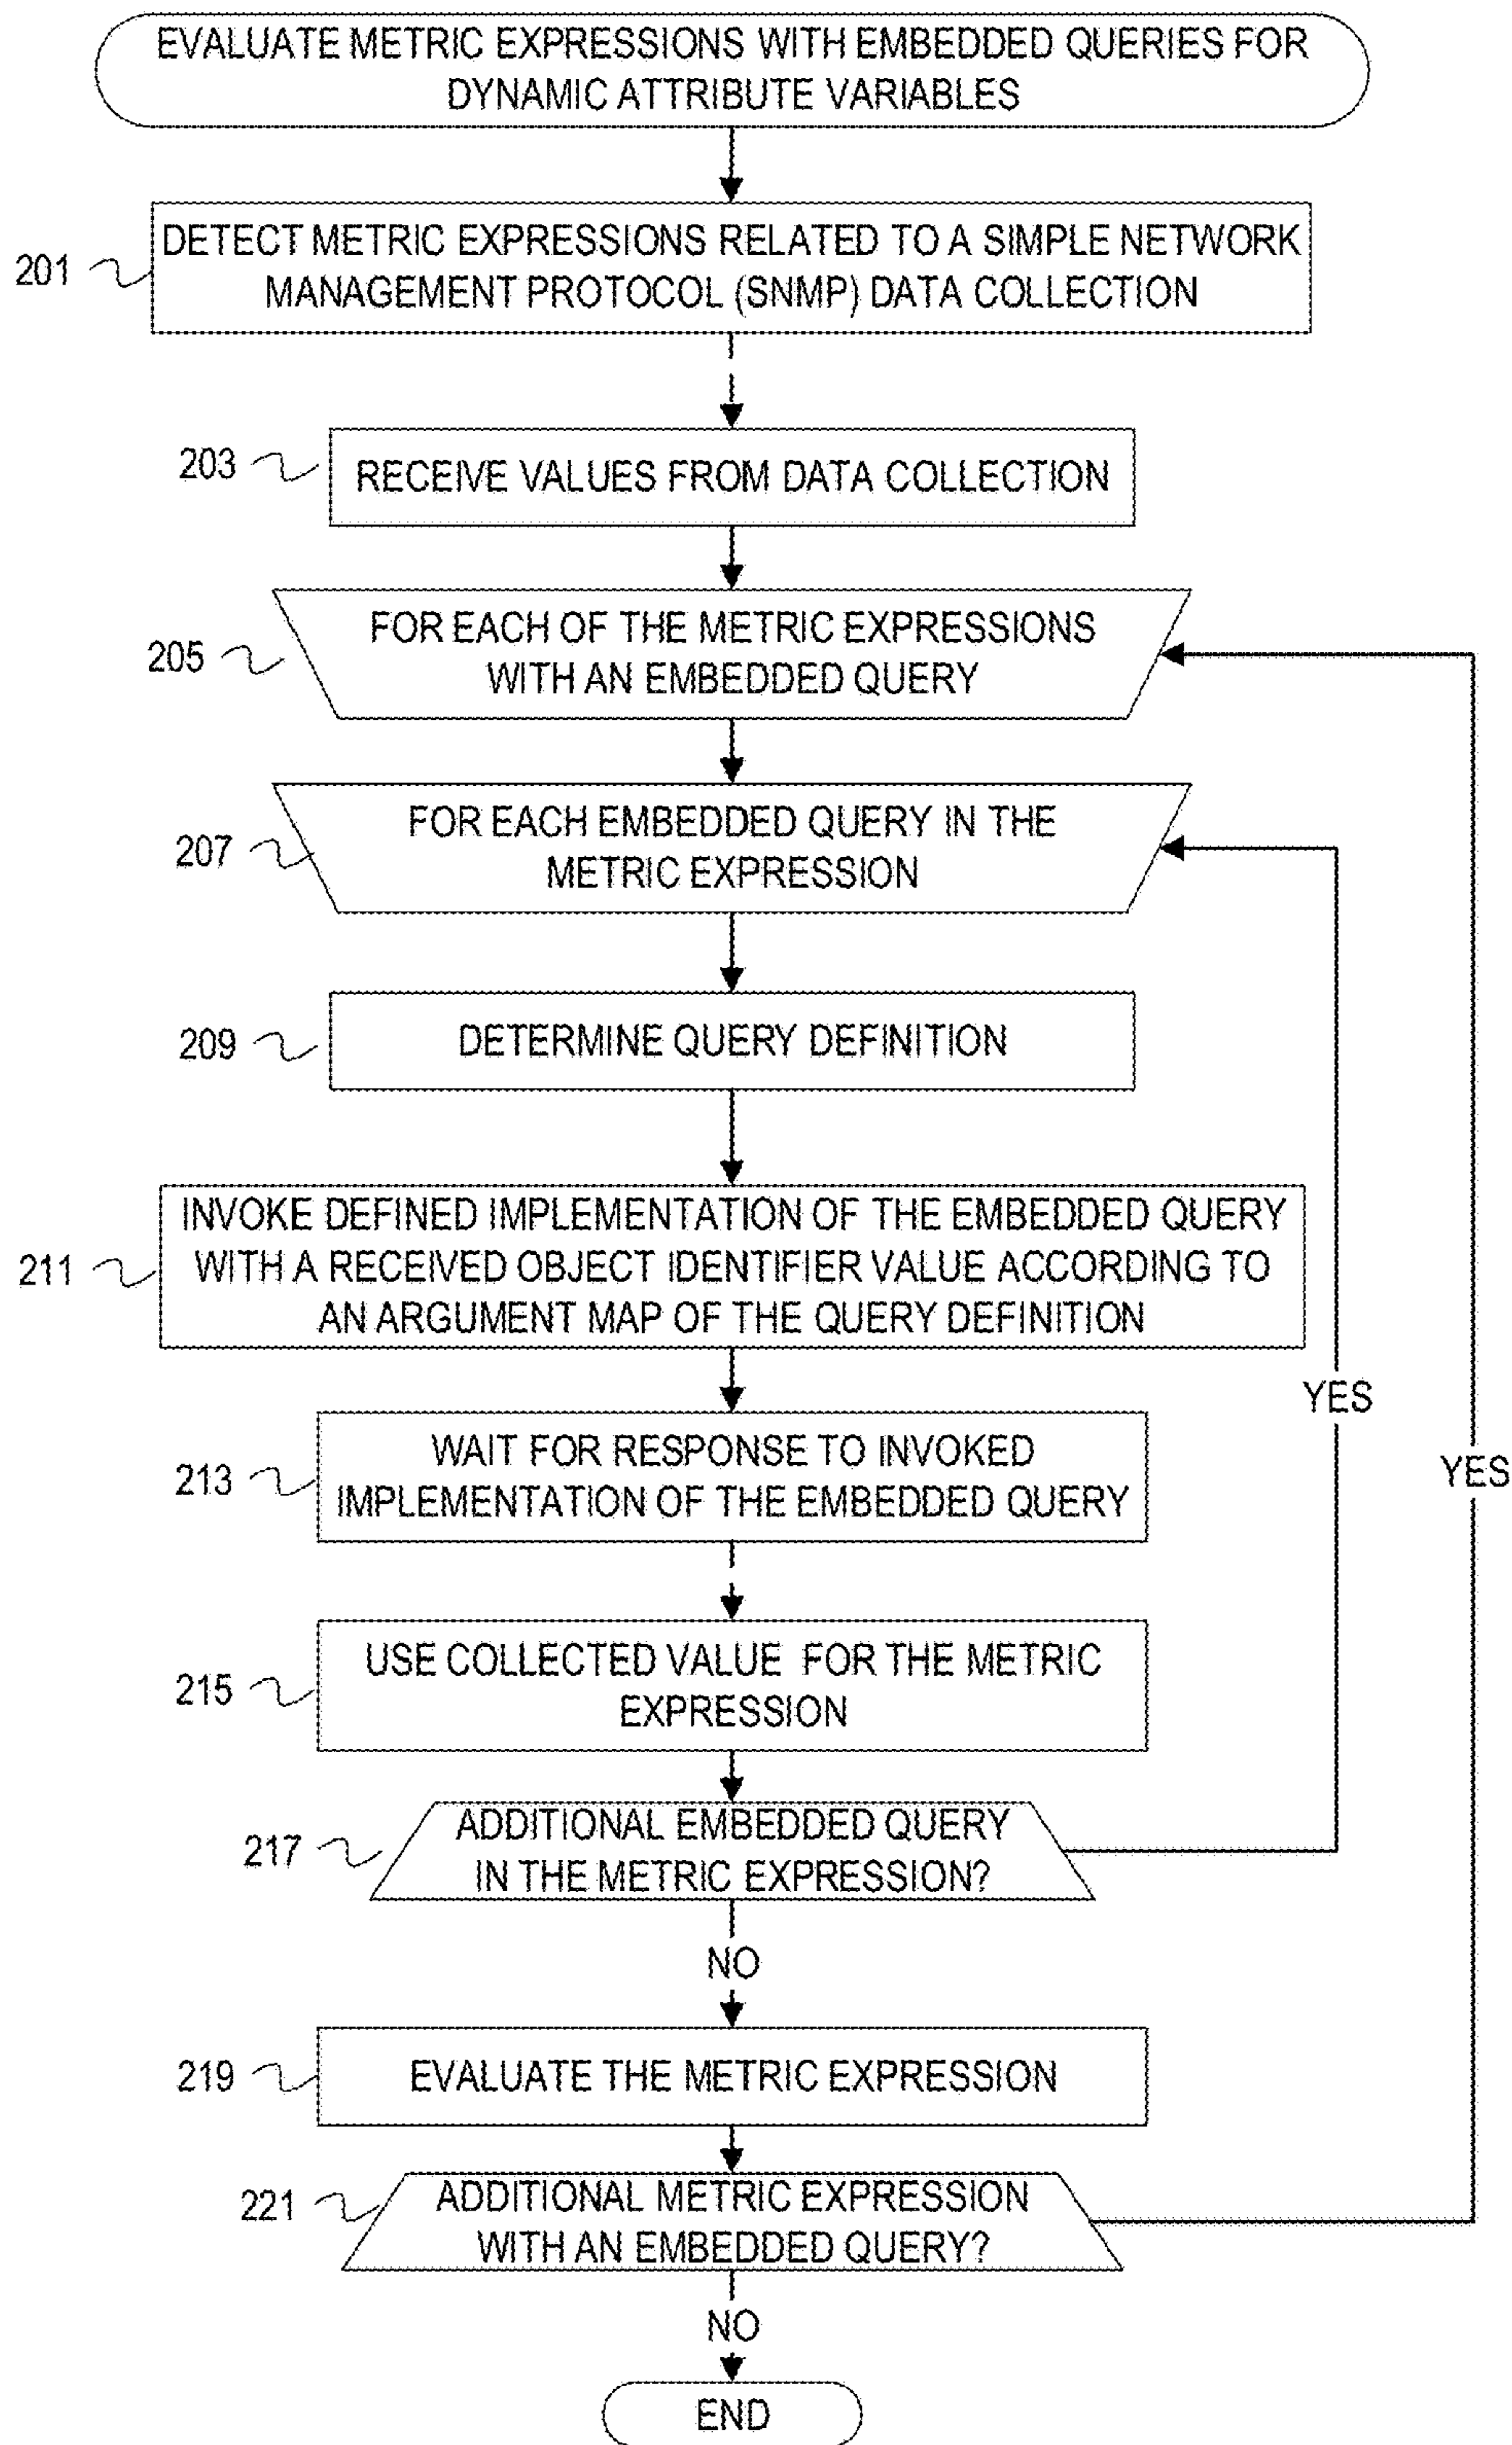 EVALUATE METRIC EXPRESSIONS WITH EMBEDDED QUERIES FOR
DYNAMIC ATTRIBUTE VARIABLES
201
DETECT METRIC EXPRESSIONS RELATED TO A SIMPLE NETWORK
MANAGEMENT PROTOCOL (SNMP) DATA COLLECTION
203
RECEIVE VALUES FROM DATA COLLECTION
205
FOR EACH OF THE METRIC EXPRESSIONS
WITH AN EMBEDDED QUERY
207
FOR EACH EMBEDDED QUERY IN THE
METRIC EXPRESSION
209
DETERMINE QUERY DEFINITION
211
INVOKE DEFINED IMPLEMENTATION OF THE EMBEDDED QUERY
WITH A RECEIVED OBJECT IDENTIFIER VALUE ACCORDING TO
AN ARGUMENT MAP OF THE QUERY DEFINITION
YES
YES
213
WAIT FOR RESPONSE TO INVOKED
IMPLEMENTATION OF THE EMBEDDED QUERY
215
USE COLLECTED VALUE FOR THE METRIC
EXPRESSION
217
ADDITIONAL EMBEDDED QUERY
IN THE METRIC EXPRESSION?
NO
219
EVALUATE THE METRIC EXPRESSION
221
ADDITIONAL METRIC EXPRESSION
WITH AN EMBEDDED QUERY?
NO
END